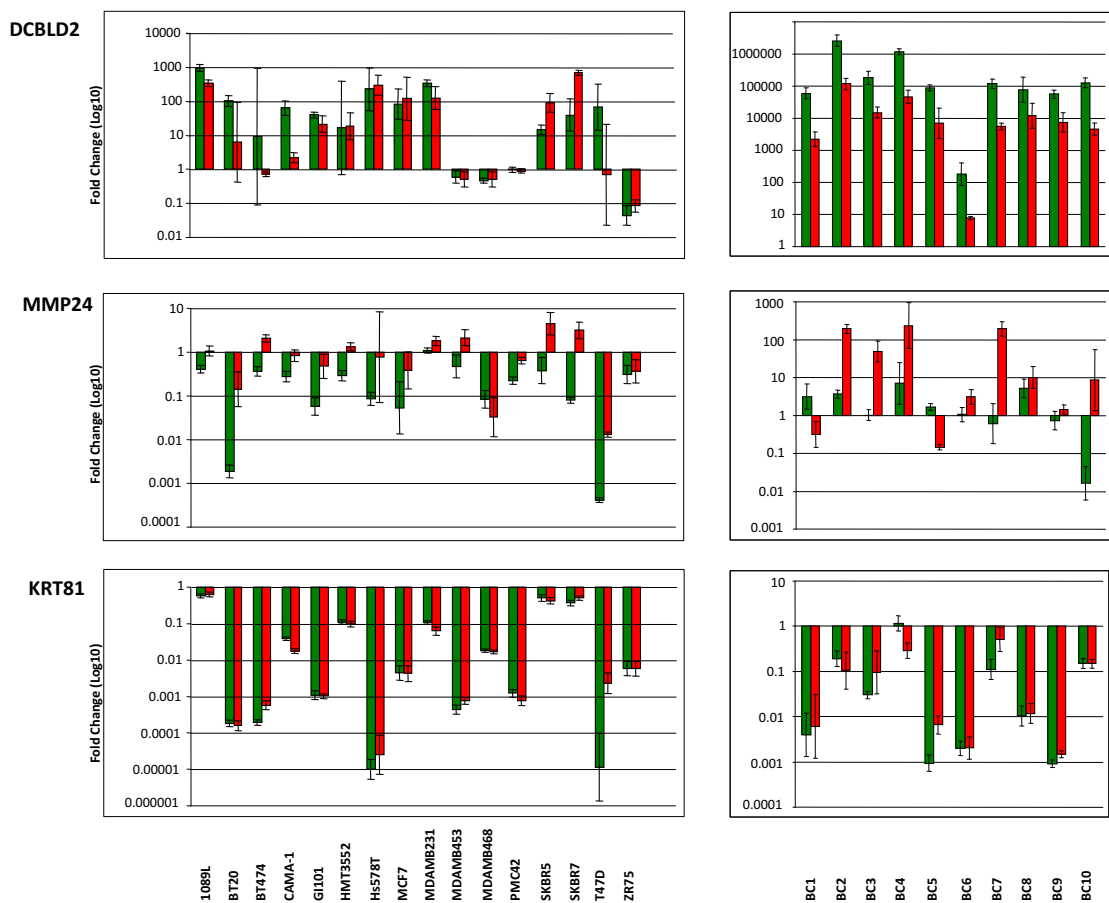 DCBLD2
Fold Change (Log10)
10000
1000
100
10
1
0.1
0.01
1000000
100000
10000
1000
100
10
1
MMP24
Fold Change (Log10)
10
1
0.1
0.01
0.001
0.0001
1000
100
10
1
0.1
0.01
0.001
KRT81
Fold Change (Log10)
1
0.1
0.01
0.001
0.0001
0.00001
0.000001
10
1
0.1
0.01
0.001
0.0001
1089L
BT20
BT474
CAMA-1
GI101
HMT3552
Hs578T
MCF7
MDAMB231
MDAMB453
MDAMB468
PMC42
SKBR5
SKBR7
T47D
ZR75
BC1
BC2
BC3
BC4
BC5
BC6
BC7
BC8
BC9
BC10